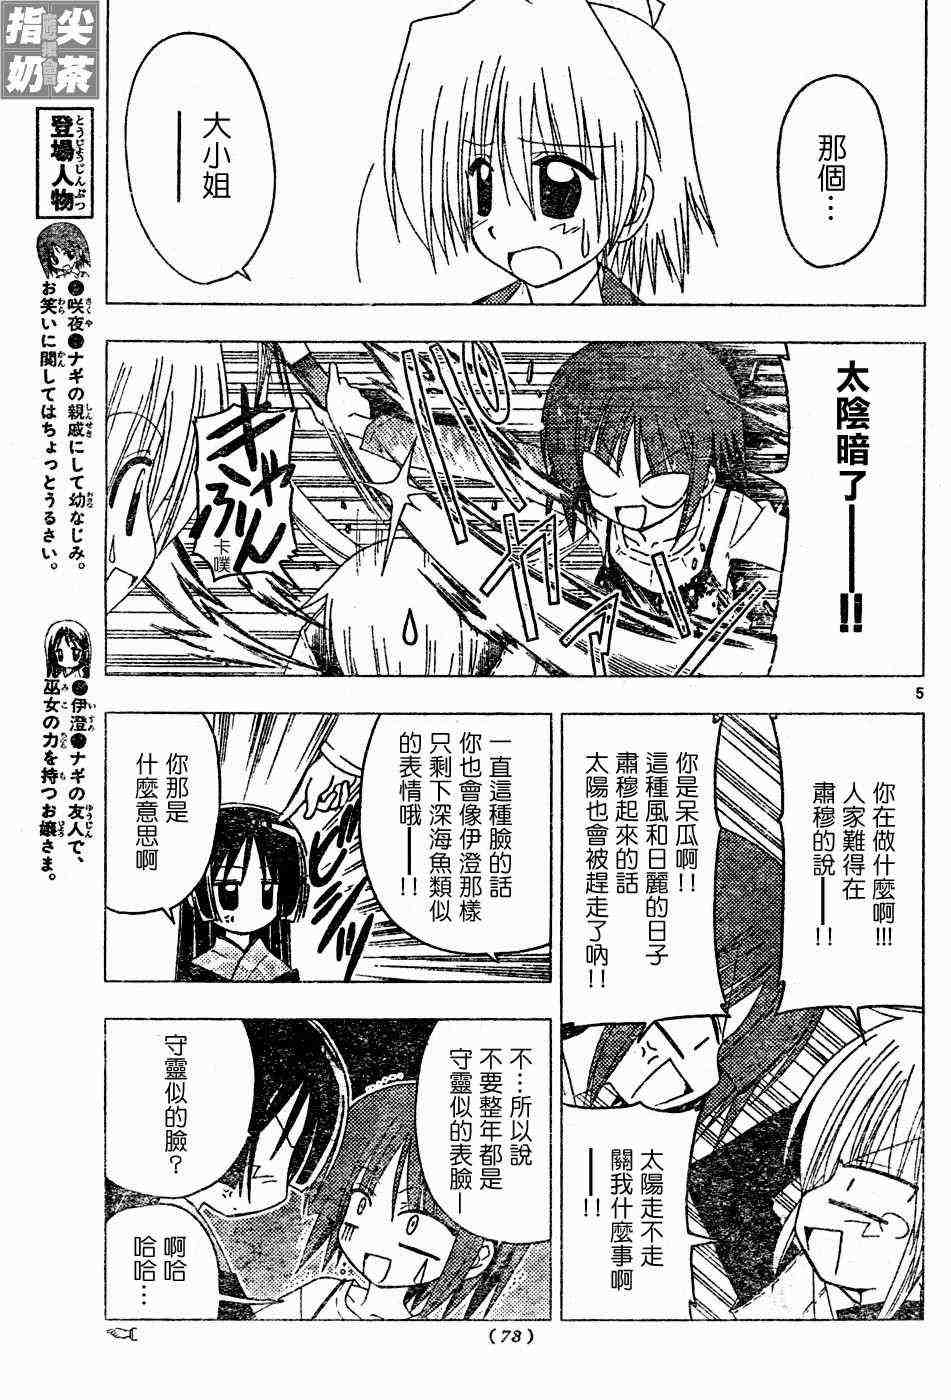 指尖
奶茶
應援會
登場人物
とうじょうじんぶつ
●咲夜●ナギの親戚にして幼なじみ。
お笑いに関してはちょっとうるさい。
●伊澄●ナギの友人で、
巫女の力を持つお嬢さま。
那個…
大小姐
——
太陰暗了——!!
キャ
ふりん
卡噗
5
你在做什麼啊!!!
人家難得在
肅穆的說——!!
你是呆瓜啊!!
這種風和日麗的日子
肅穆起來的話
太陽也會被趕走了吶!!
太陽走不走
關我什麼事啊
——!!
一直這種臉的話
你也會像伊澄那樣
只剩下深海魚類似
的表情哦——!!
你那是
什麼意思啊
不…所以說
不要整年都是
守靈似的表臉—
守靈似的臉?
啊哈
哈哈…
(73)